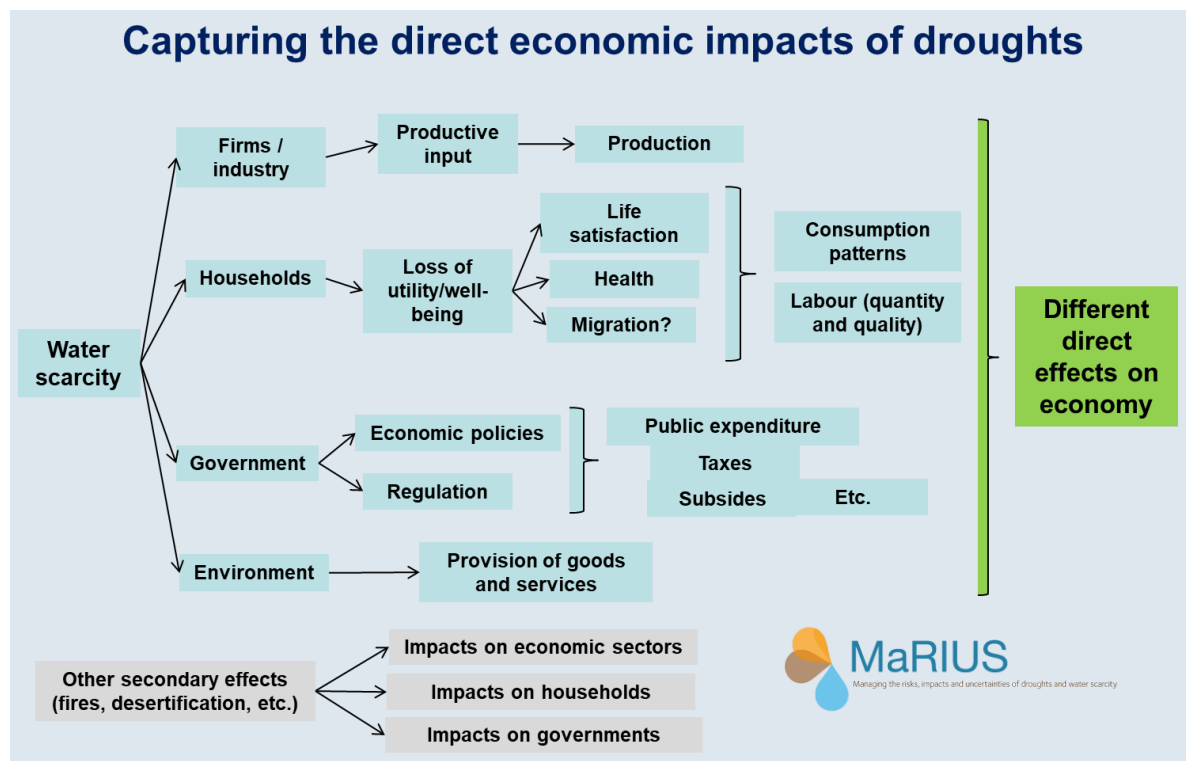 Capturing the direct economic impacts of droughts
Firms /
industry
Productive
input
Production
Life
satisfaction
Consumption
patterns
Households
Loss of
utility/well-
being
Health
Labour (quantity
and quality)
Migration?
Water
scarcity
Different
direct
effects on
economy
Government
Economic policies
Regulation
Public expenditure
Taxes
Subsides
Etc.
Environment
Provision of goods
and services
Other secondary effects
(fires, desertification, etc.)
Impacts on economic sectors
Impacts on households
Impacts on governments
MaRIUS
Managing the risks, impacts and uncertainties of droughts and water scarcity